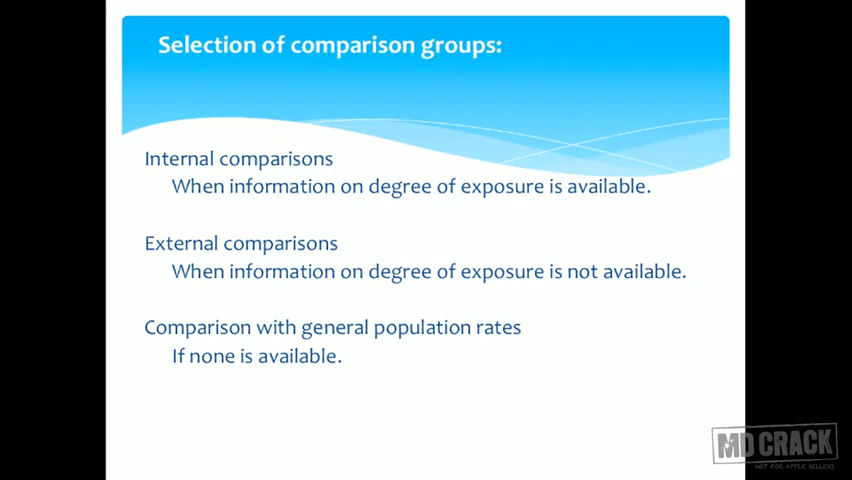 Selection of comparison groups:
Internal comparisons
When information on degree of exposure is available.
External comparisons
When information on degree of exposure is not available.
Comparison with general population rates
If none is available.
MD CRACK
NOT FOR APPLE SELLERS